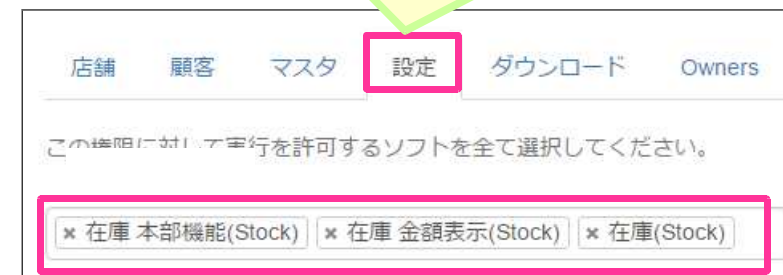 店舗 顧客 マスタ 設定 ダウンロード Owners
この権限に対して実行を許可するソフトを全て選択してください。
× 在庫 本部機能(Stock) × 在庫 金額表示(Stock) × 在庫(Stock)